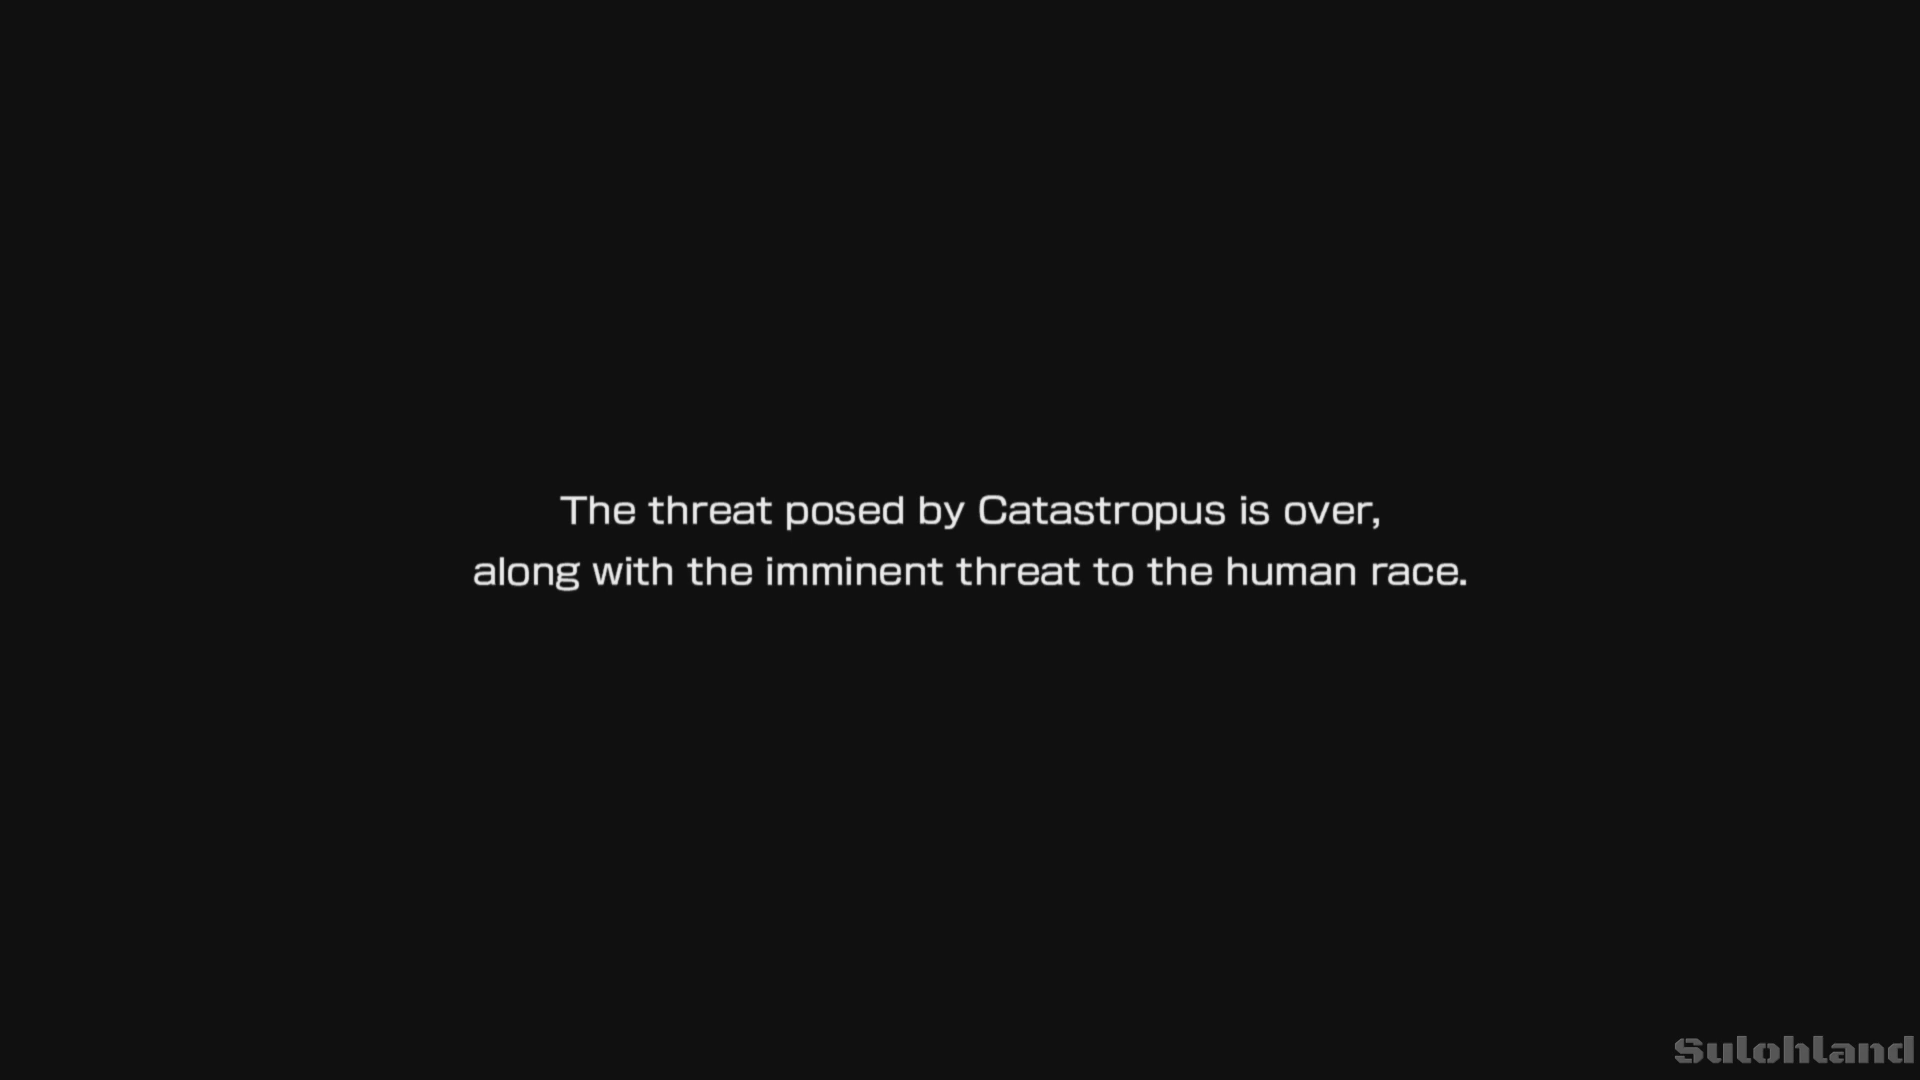 The threat posed by Catastropus is over,
along with the imminent threat to the human race.
Sulohland